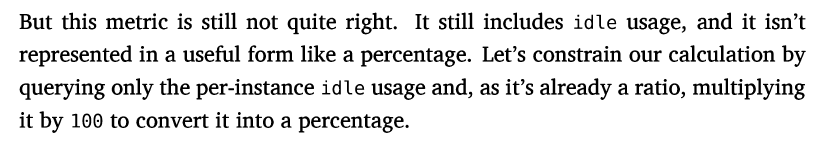 But this metric is still not quite right. It still includes idle usage, and it isn’t
represented in a useful form like a percentage. Let’s constrain our calculation by
querying only the per-instance idle usage and, as it’s already a ratio, multiplying
it by 100 to convert it into a percentage.